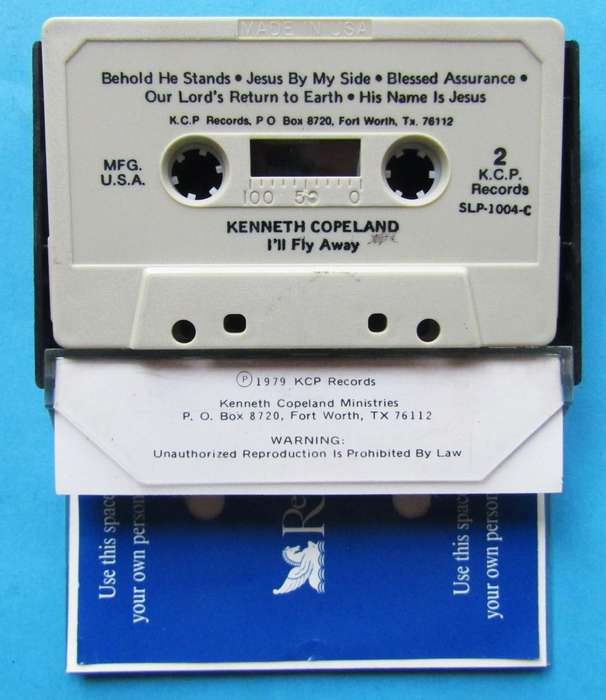 MADE IN USA
Behold He Stands • Jesus By My Side • Blessed Assurance •
Our Lord's Return to Earth • His Name Is Jesus
K.C.P Records, P O Box 8720, Fort Worth, Tx. 76112
MFG.
U.S.A.
100 50 0
2
K.C.P.
Records
SLP-1004-C
KENNETH COPELAND
I'll Fly Away
Ⓟ 1979 KCP Records
Kenneth Copeland Ministries
P. O. Box 8720, Fort Worth, TX 76112
WARNING:
Unauthorized Reproduction Is Prohibited By Law
Use this space
your own person
Re
Use this space
your own person